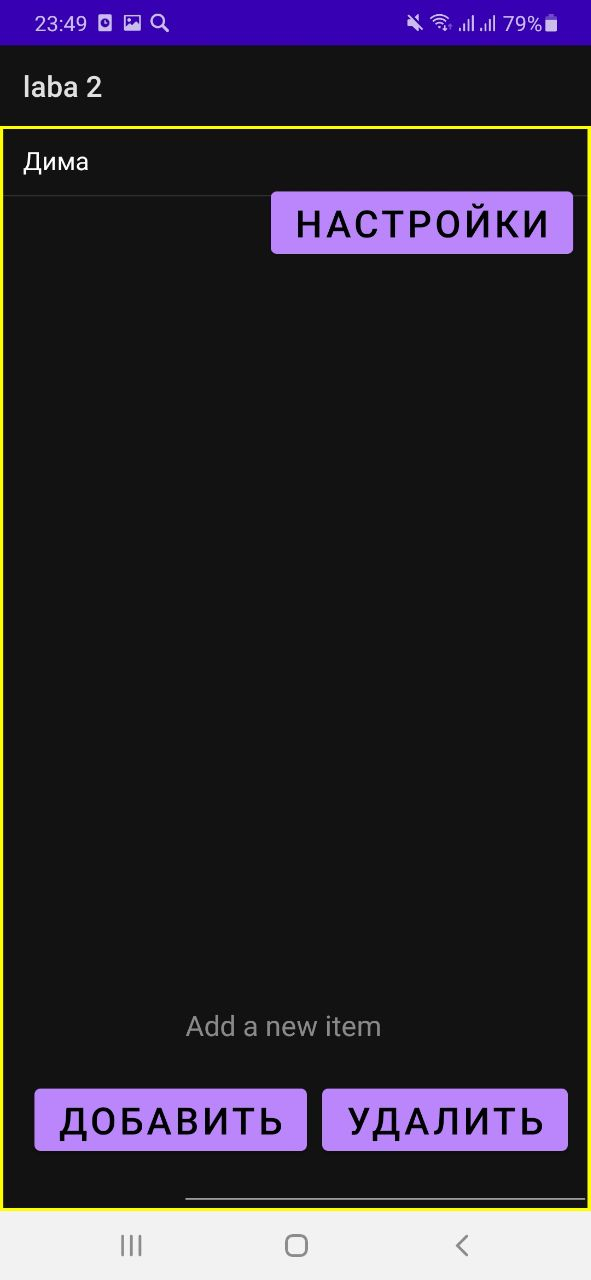 23:49 79%
laba 2
Дима
НАСТРОЙКИ
Add a new item
ДОБАВИТЬ УДАЛИТЬ